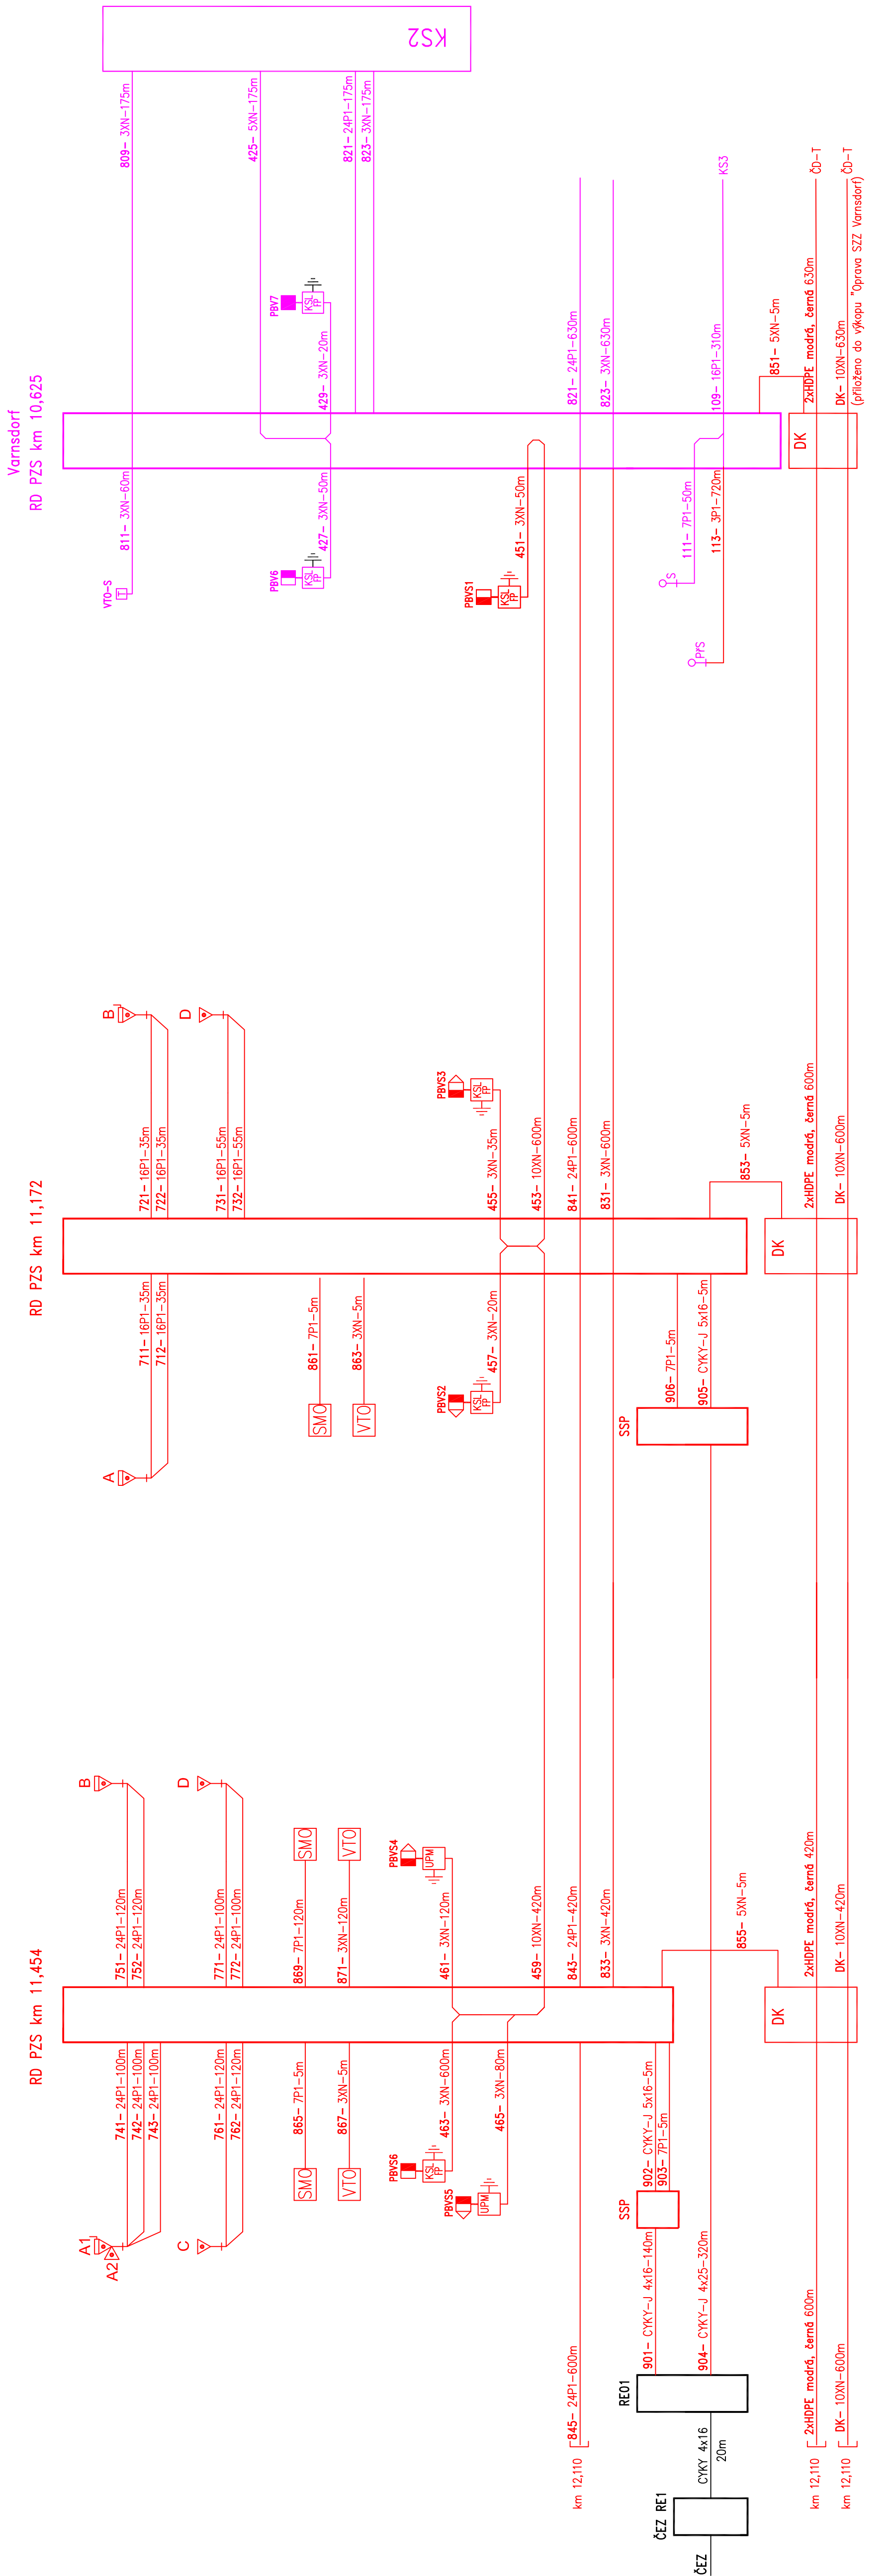 KS2
809- 3XN-175m
425- 5XN-175m
821- 24P1-175m
823- 3XN-175m
Varnsdorf
RD PZS km 10,625
PBV7
KSL
FP
429- 3XN-20m
821- 24P1-630m
823- 3XN-630m
109- 16P1-310m
KS3
851- 5XN-5m
2xHDPE modrá, černá 630m
ČD-T
DK- 10XN-630m
ČD-T
(přiloženo do výkopu "Oprava SZZ Varnsdorf)
DK
VTO-S
T
811- 3XN-60m
PBV6
KSL
FP
427- 3XN-50m
PBVS1
KSL
FP
451- 3XN-50m
S
111- 7P1-50m
PřS
113- 3P1-720m
RD PZS km 11,172
B
721- 16P1-35m
722- 16P1-35m
D
731- 16P1-55m
732- 16P1-55m
PBVS3
KSL
FP
455- 3XN-35m
453- 10XN-600m
841- 24P1-600m
831- 3XN-600m
853- 5XN-5m
2xHDPE modrá, černá 600m
DK- 10XN-600m
DK
A
711- 16P1-35m
712- 16P1-35m
SMO
861- 7P1-5m
VTO
863- 3XN-5m
PBVS2
KSL
FP
457- 3XN-20m
SSP
906- 7P1-5m
905- CYKY-J 5x16-5m
RD PZS km 11,454
B
751- 24P1-120m
752- 24P1-120m
D
771- 24P1-100m
772- 24P1-100m
SMO
869- 7P1-120m
VTO
871- 3XN-120m
PBVS4
UPM
461- 3XN-120m
459- 10XN-420m
843- 24P1-420m
833- 3XN-420m
855- 5XN-5m
2xHDPE modrá, černá 420m
DK- 10XN-420m
DK
A1
A2
741- 24P1-100m
742- 24P1-100m
743- 24P1-100m
C
761- 24P1-120m
762- 24P1-120m
SMO
865- 7P1-5m
VTO
867- 3XN-5m
PBVS6
KSL
FP
463- 3XN-600m
PBVS5
UPM
465- 3XN-80m
SSP
902- CYKY-J 5x16-5m
903- 7P1-5m
901- CYKY-J 4x16-140m
904- CYKY-J 4x25-320m
RE01
845- 24P1-600m
km 12,110
CYKY 4x16
20m
ČEZ RE1
ČEZ
2xHDPE modrá, černá 600m
km 12,110
DK- 10XN-600m
km 12,110